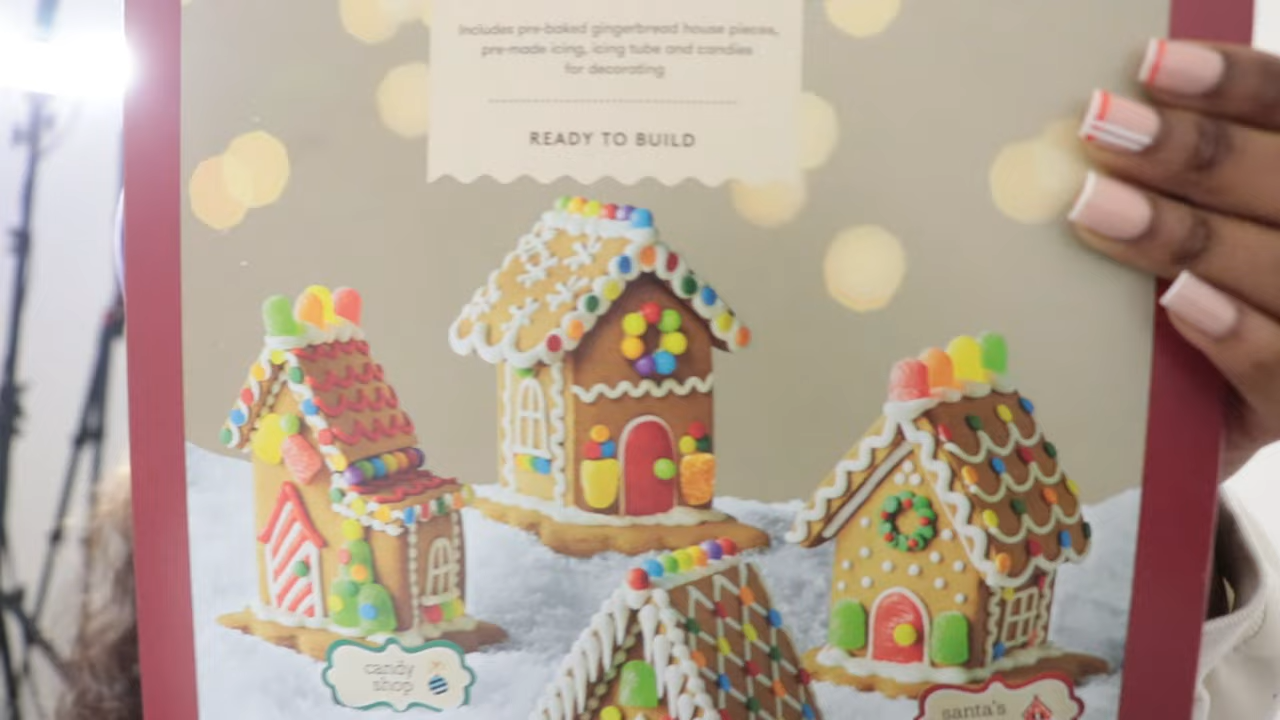 Includes pre-baked gingerbread house pieces,
pre-made icing, icing tube and candies
for decorating
READY TO BUILD
candy
shop
santa's